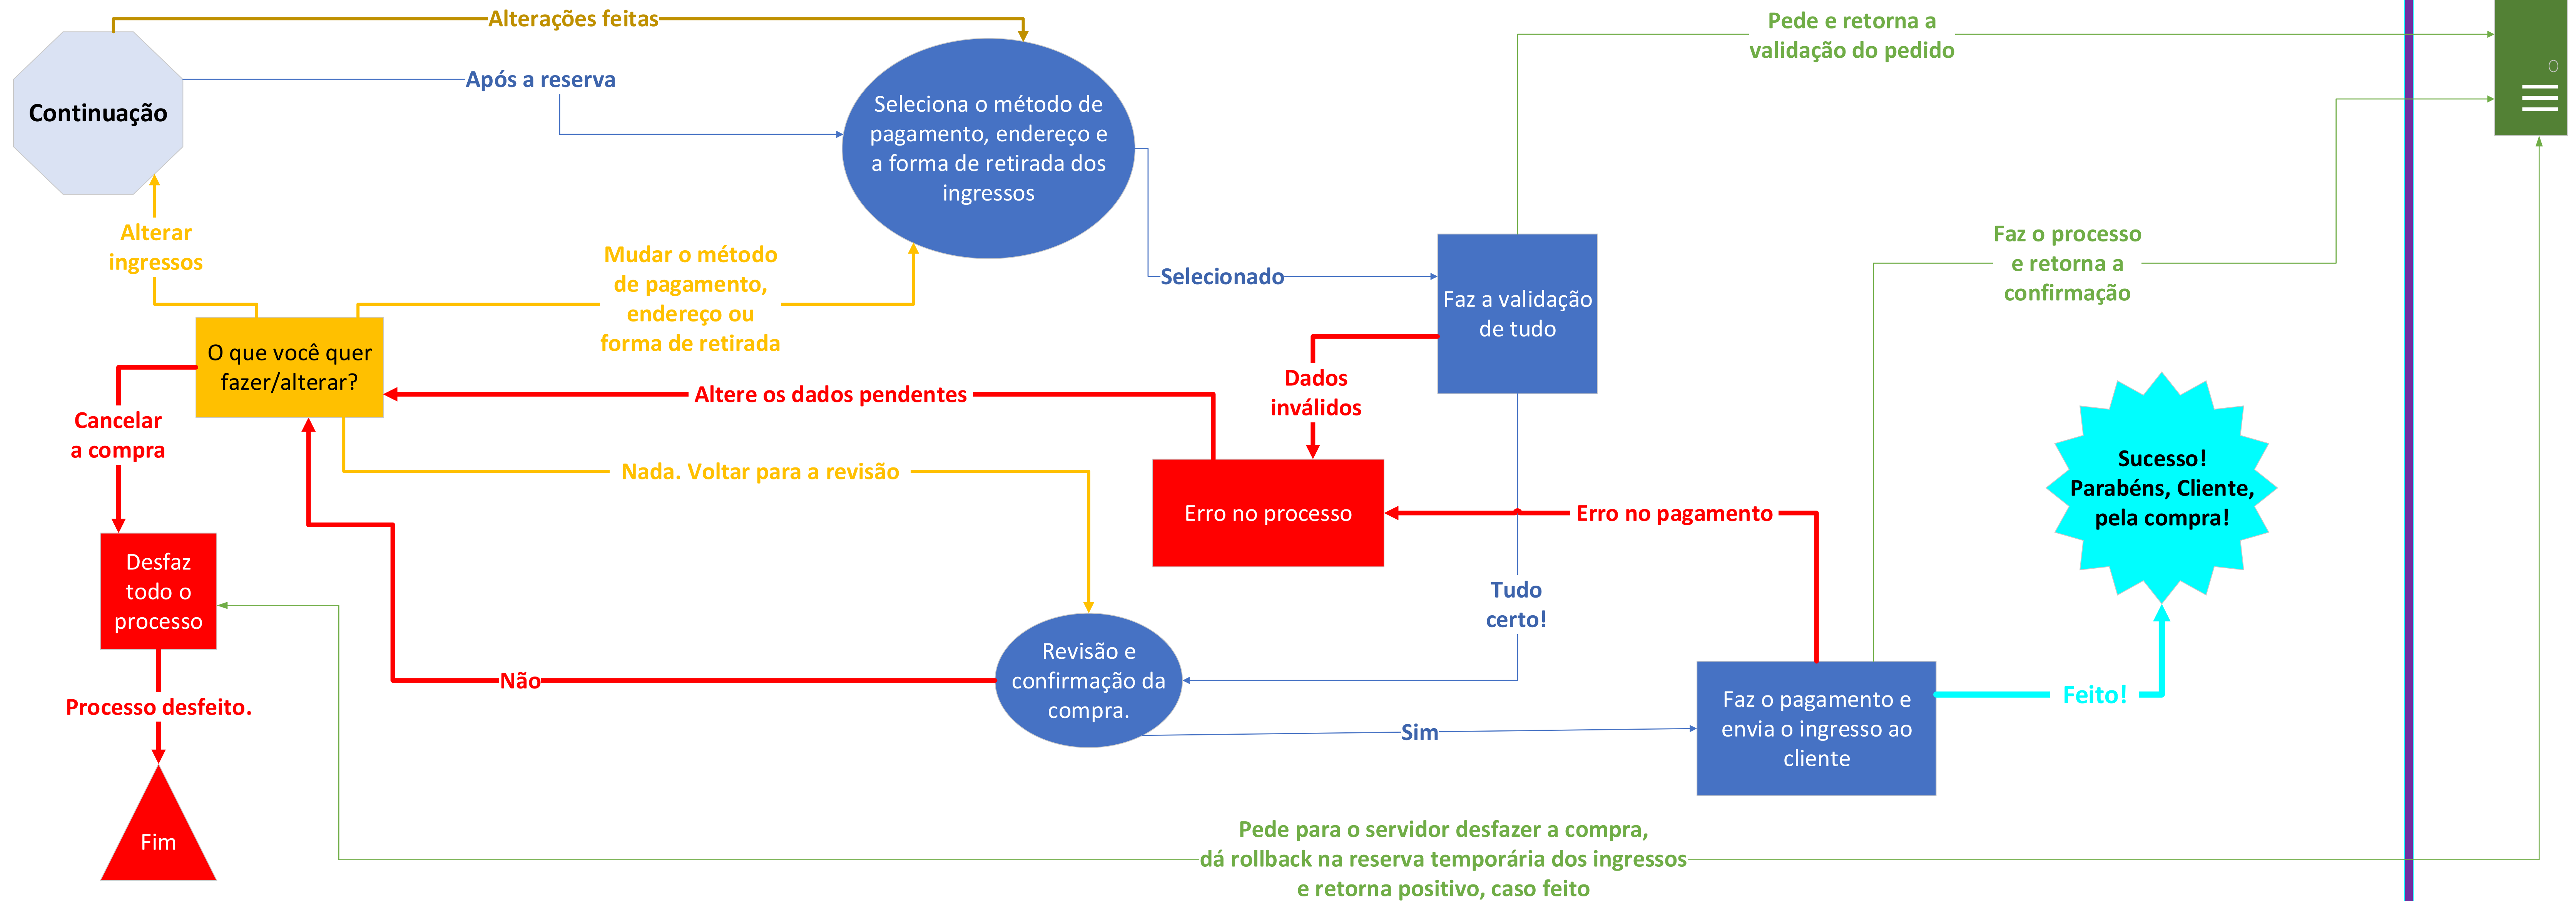 Alterações feitas
Pede e retorna a
validação do pedido
Após a reserva
Continuação
Seleciona o método de
pagamento, endereço e
a forma de retirada dos
ingressos
Alterar
ingressos
Mudar o método
de pagamento,
endereço ou
forma de retirada
Selecionado
Faz a validação
de tudo
Faz o processo
e retorna a
confirmação
O que você quer
fazer/alterar?
Altere os dados pendentes
Dados
inválidos
Cancelar
a compra
Nada. Voltar para a revisão
Erro no processo
Erro no pagamento
Sucesso!
Parabéns, Cliente,
pela compra!
Desfaz
todo o
processo
Tudo
certo!
Revisão e
confirmação da
compra.
Não
Processo desfeito.
Sim
Faz o pagamento e
envia o ingresso ao
cliente
Feito!
Fim
Pede para o servidor desfazer a compra,
dá rollback na reserva temporária dos ingressos
e retorna positivo, caso feito